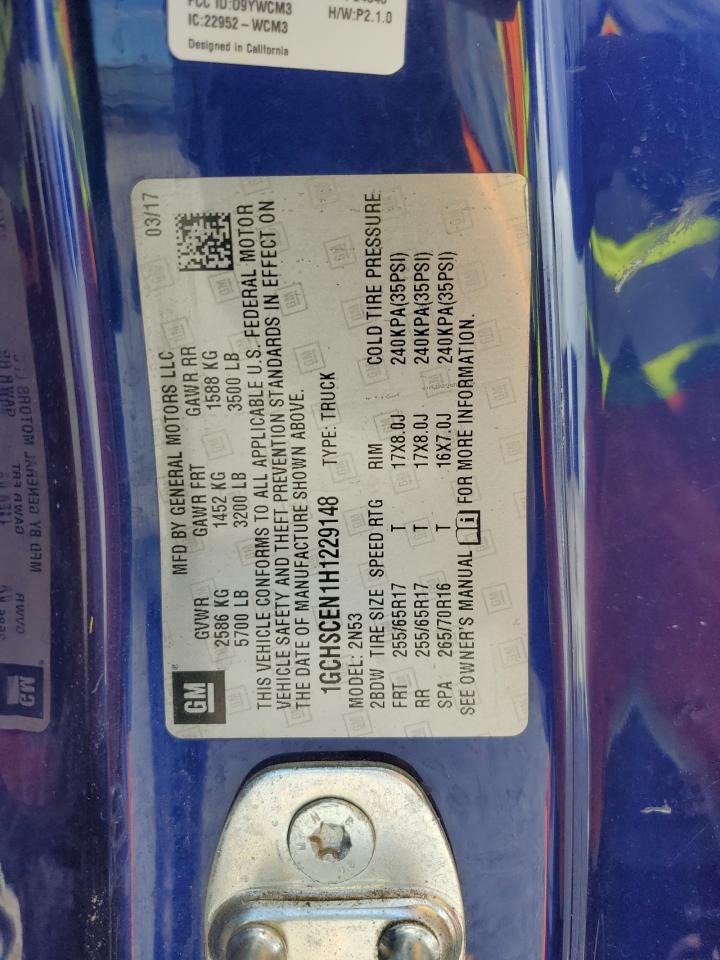 FCC ID:D9YWCM3
IC:22952-WCM3
H/W:P2.1.0
Designed in California
GM
MFD BY GENERAL MOTORS LLC 03/17
GVWR GAWR FRT GAWR RR
2586 KG 1452 KG 1588 KG
5700 LB 3200 LB 3500 LB
THIS VEHICLE CONFORMS TO ALL APPLICABLE U.S. FEDERAL MOTOR
VEHICLE SAFETY AND THEFT PREVENTION STANDARDS IN EFFECT ON
THE DATE OF MANUFACTURE SHOWN ABOVE.
1GCHSCEN1H1229148 TYPE: TRUCK
MODEL: 2N53
2BDW TIRE SIZE SPEED RTG RIM COLD TIRE PRESSURE
FRT 255/65R17 T 17X8.0J 240KPA(35PSI)
RR 255/65R17 T 17X8.0J 240KPA(35PSI)
SPA 265/70R16 T 16X7.0J 240KPA(35PSI)
SEE OWNER'S MANUAL i FOR MORE INFORMATION.